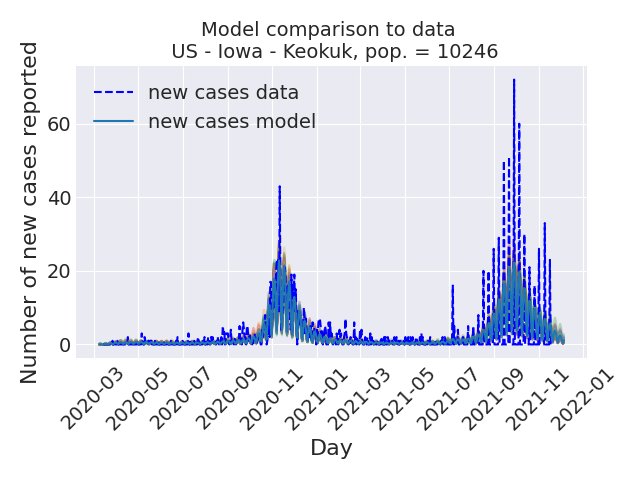 Model comparison to data
US - Iowa - Keokuk, pop. = 10246
new cases data
new cases model
Number of new cases reported
60
40
20
0
2020-03
2020-05
2020-07
2020-09
2020-11
2021-01
2021-03
2021-05
2021-07
2021-09
2021-11
2022-01
Day